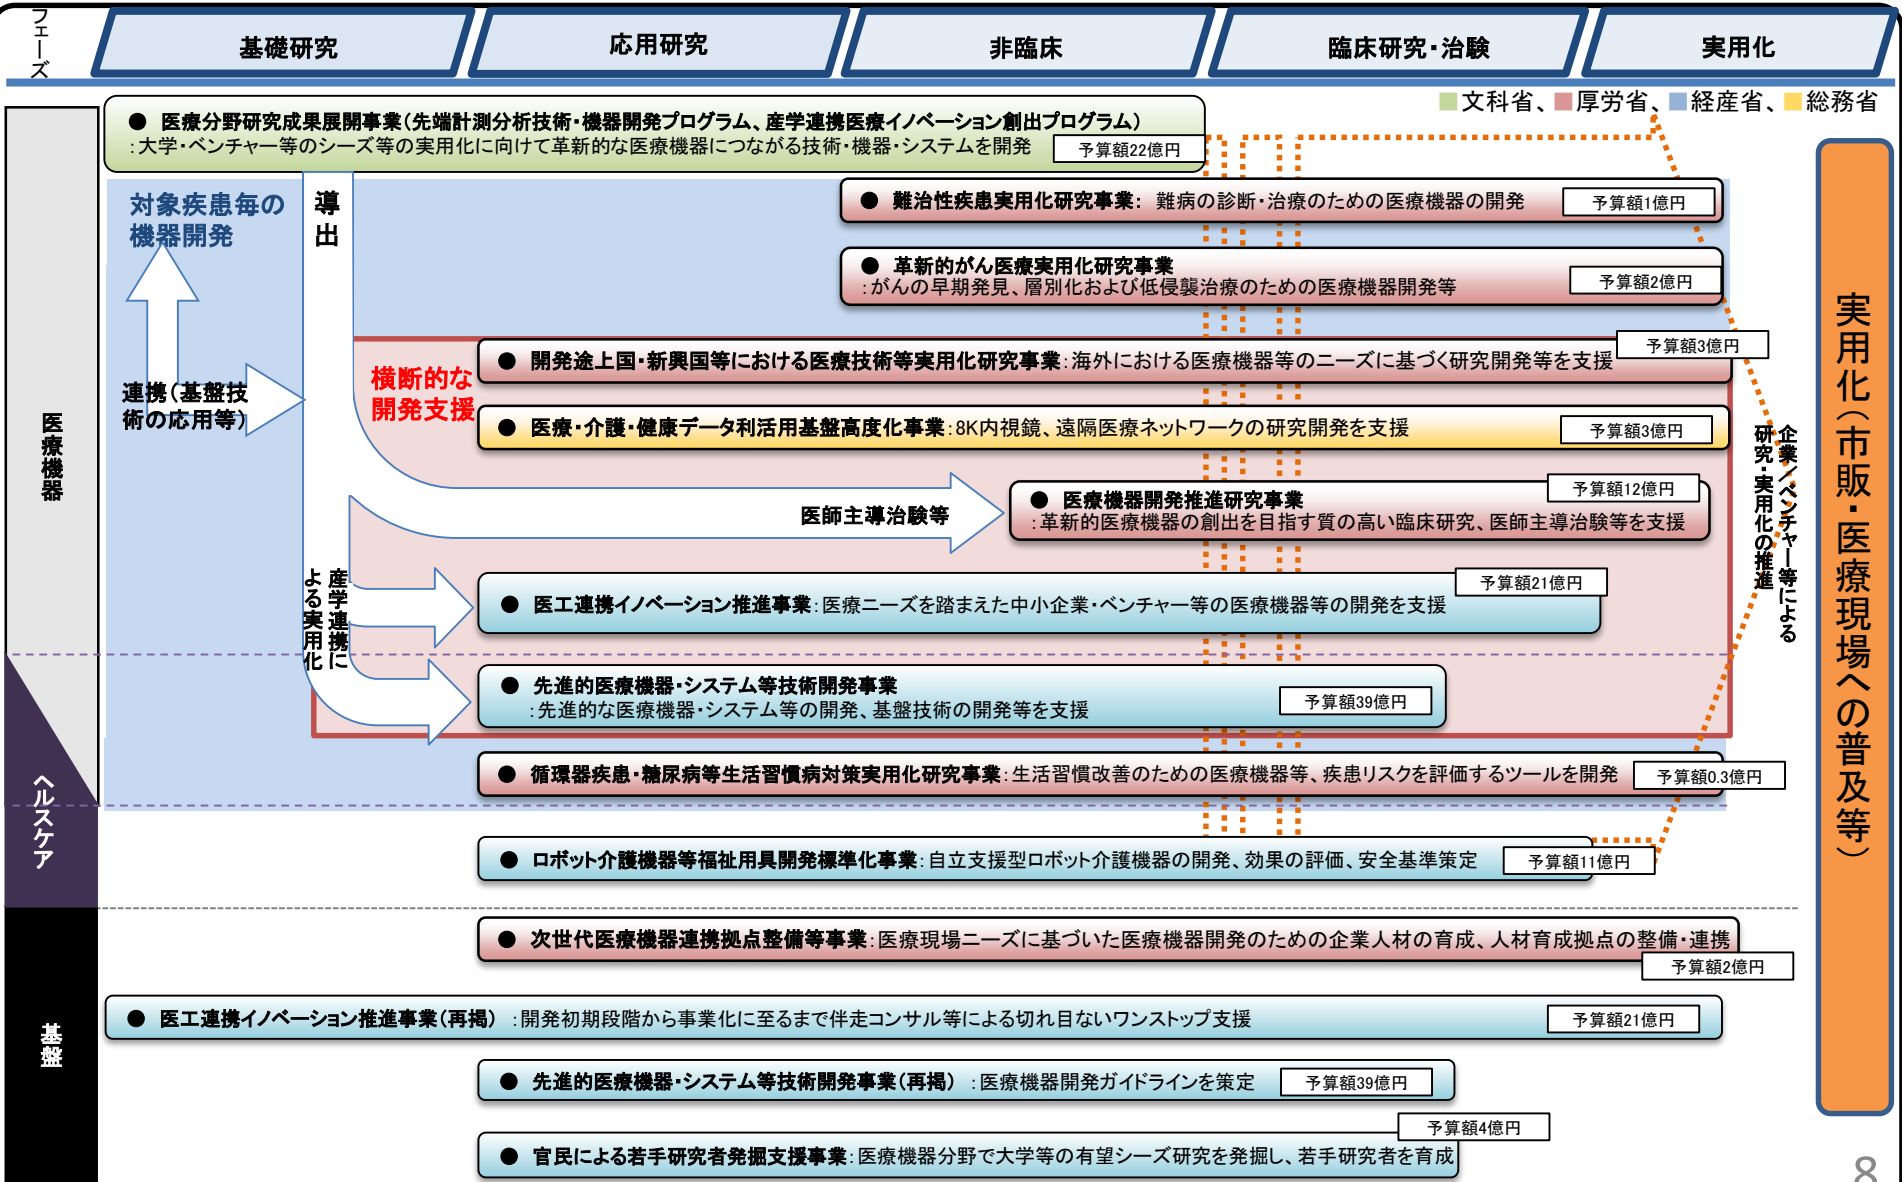 フェーズ
基礎研究
応用研究
非臨床
臨床研究・治験
実用化
■文科省、■厚労省、■経産省、■総務省
● 医療分野研究成果展開事業(先端計測分析技術・機器開発プログラム、産学連携医療イノベーション創出プログラム)
:大学・ベンチャー等のシーズ等の実用化に向けて革新的な医療機器につながる技術・機器・システムを開発
予算額22億円
対象疾患毎の
機器開発
導出
● 難治性疾患実用化研究事業: 難病の診断・治療のための医療機器の開発
予算額1億円
● 革新的がん医療実用化研究事業
:がんの早期発見、層別化および低侵襲治療のための医療機器開発等
予算額2億円
連携(基盤技
術の応用等)
横断的な
開発支援
● 開発途上国・新興国等における医療技術等実用化研究事業:海外における医療機器等のニーズに基づく研究開発等を支援
予算額3億円
● 医療・介護・健康データ利活用基盤高度化事業:8K内視鏡、遠隔医療ネットワークの研究開発を支援
予算額3億円
医師主導治験等
● 医療機器開発推進研究事業
:革新的医療機器の創出を目指す質の高い臨床研究、医師主導治験等を支援
予算額12億円
産学連携に
よる実用化
● 医工連携イノベーション推進事業:医療ニーズを踏まえた中小企業・ベンチャー等の医療機器等の開発を支援
予算額21億円
● 先進的医療機器・システム等技術開発事業
:先進的な医療機器・システム等の開発、基盤技術の開発等を支援
予算額39億円
● 循環器疾患・糖尿病等生活習慣病対策実用化研究事業:生活習慣改善のための医療機器等、疾患リスクを評価するツールを開発
予算額0.3億円
● ロボット介護機器等福祉用具開発標準化事業:自立支援型ロボット介護機器の開発、効果の評価、安全基準策定
予算額11億円
● 次世代医療機器連携拠点整備等事業:医療現場ニーズに基づいた医療機器開発のための企業人材の育成、人材育成拠点の整備・連携
予算額2億円
● 医工連携イノベーション推進事業(再掲) :開発初期段階から事業化に至るまで伴走コンサル等による切れ目ないワンストップ支援
予算額21億円
● 先進的医療機器・システム等技術開発事業(再掲) :医療機器開発ガイドラインを策定
予算額39億円
● 官民による若手研究者発掘支援事業:医療機器分野で大学等の有望シーズ研究を発掘し、若手研究者を育成
予算額4億円
医療機器
ヘルスケア
基盤
企業/ベンチャー等による
研究・実用化の推進
実用化(市販・医療現場への普及等)
8